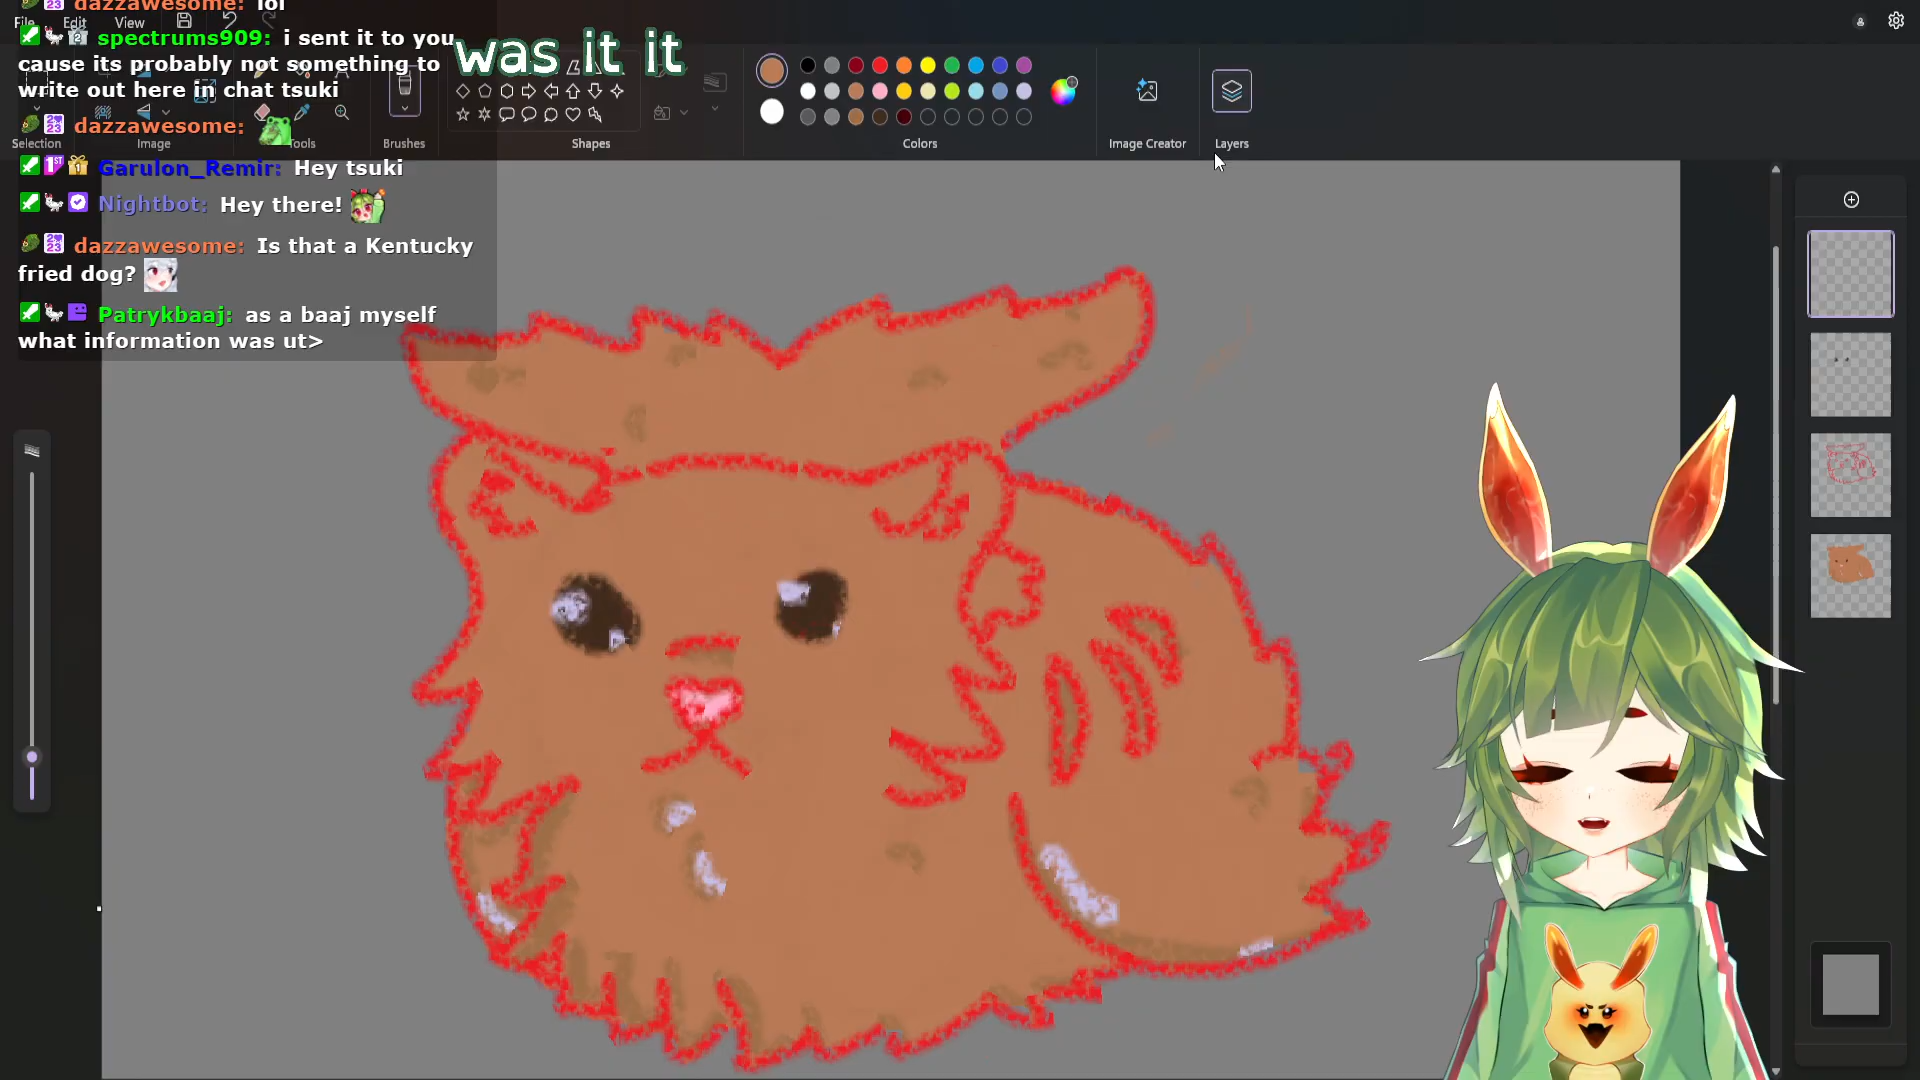 dazzawesome: lol
File Edit View
spectrums909: i sent it to you
cause its probably not something to
write out here in chat tsuki
was it it
dazzawesome:
Selection Image Tools Brushes Shapes Colors Image Creator Layers
Garulon_Remir: Hey tsuki
Nightbot: Hey there!
dazzawesome: Is that a Kentucky
fried dog?
Patrykbaaj: as a baaj myself
what information was ut>